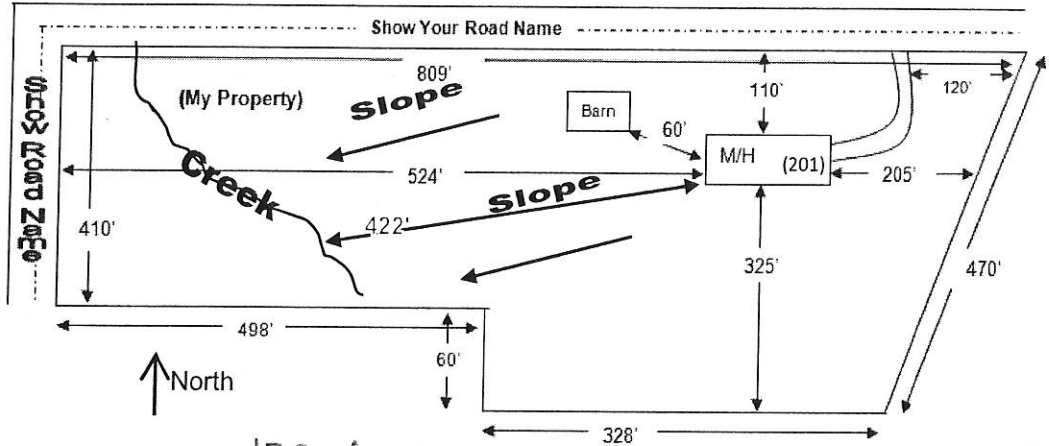 Show Your Road Name
Show Road Name
809'
110'
120'
(My Property)
Slope
Barn
60'
M/H
(201)
Creek
524'
205'
Slope
422'
410'
325'
470'
498'
60'
North
328'